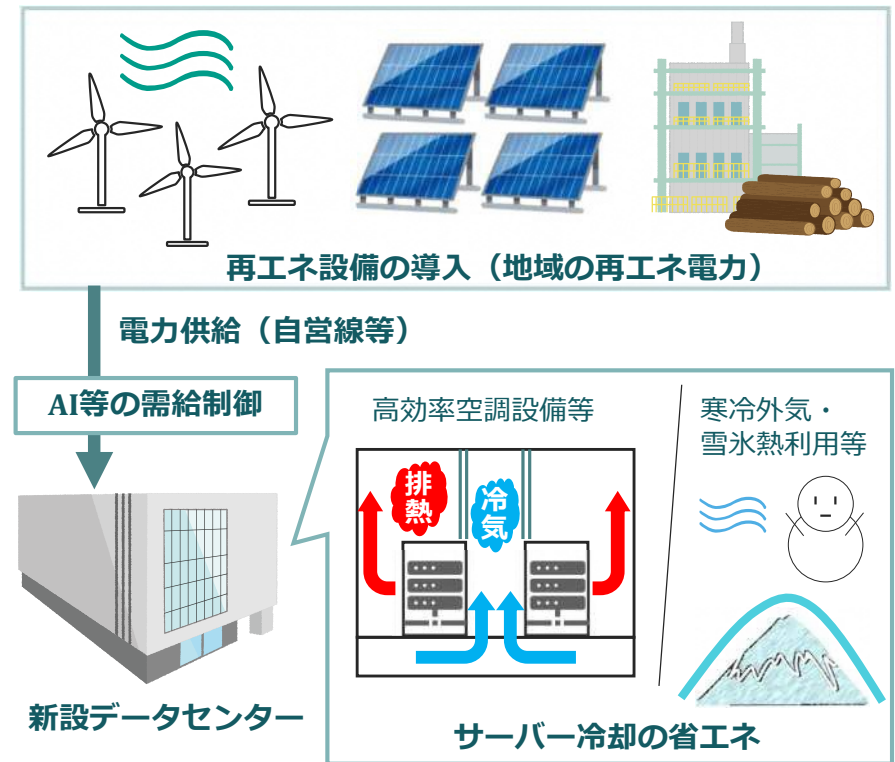 再エネ設備の導入（地域の再エネ電力）
電力供給（自営線等）
AI等の需給制御
高効率空調設備等
寒冷外気・
雪氷熱利用等
排熱
冷気
新設データセンター
サーバー冷却の省エネ